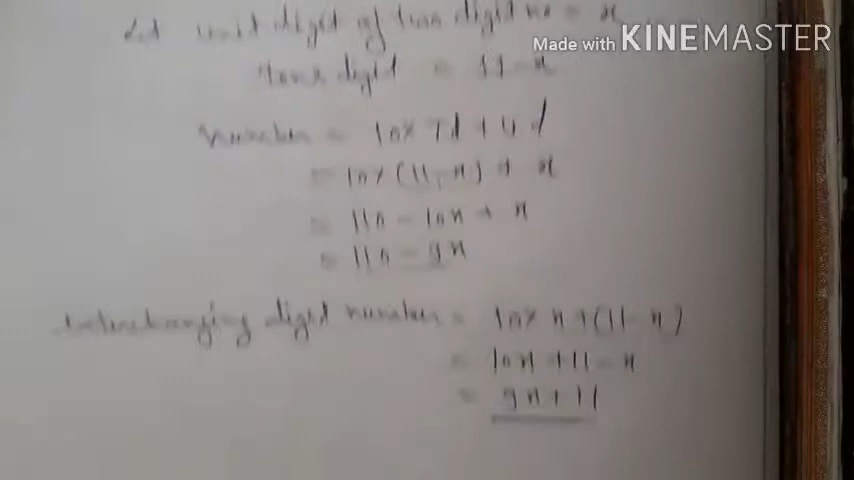 Let unit digit of two digit no = x
Made with KINEMASTER
Tens digit = 11 - x
Number = 10 x Td + Ud
= 10 x (11 - x) + x
= 110 - 10x + x
= 110 - 9x
Interchanging digit number = 10 x x + (11 - x)
= 10x + 11 - x
= 9x + 11